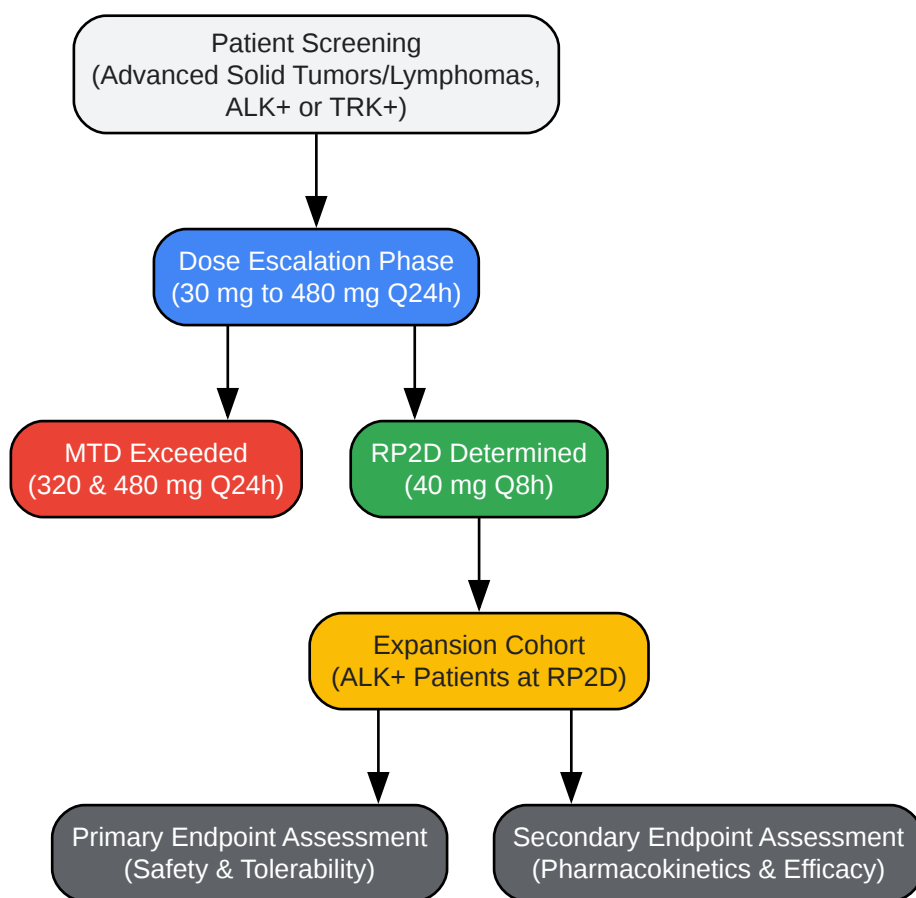 Patient Screening
(Advanced Solid Tumors/Lymphomas,
ALK+ or TRK+)
Dose Escalation Phase
(30 mg to 480 mg Q24h)
MTD Exceeded
(320 & 480 mg Q24h)
RP2D Determined
(40 mg Q8h)
Expansion Cohort
(ALK+ Patients at RP2D)
Primary Endpoint Assessment
(Safety & Tolerability)
Secondary Endpoint Assessment
(Pharmacokinetics & Efficacy)